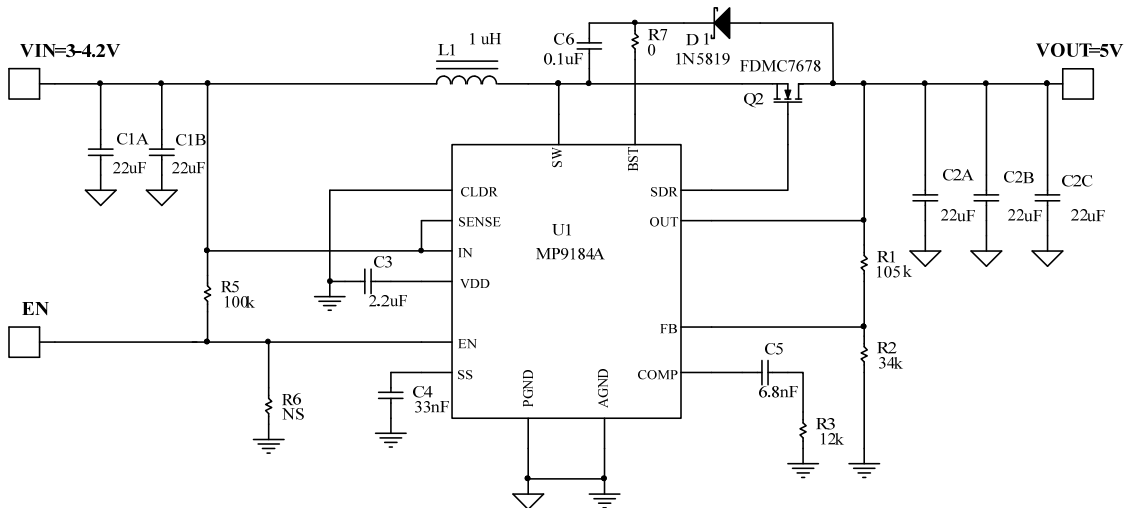 VIN=3-4.2V
L1
1 uH
C6
0.1uF
R7
0
D1
1N5819
FDMC7678
Q2
VOUT=5V
C1A
22uF
C1B
22uF
SW
BST
CLDR
SENSE
IN
VDD
EN
SS
U1
MP9184A
SDR
OUT
FB
COMP
PGND
AGND
C2A
22uF
C2B
22uF
C2C
22uF
C3
2.2uF
R5
100k
R1
105k
EN
R6
NS
C4
33nF
C5
6.8nF
R2
34k
R3
12k